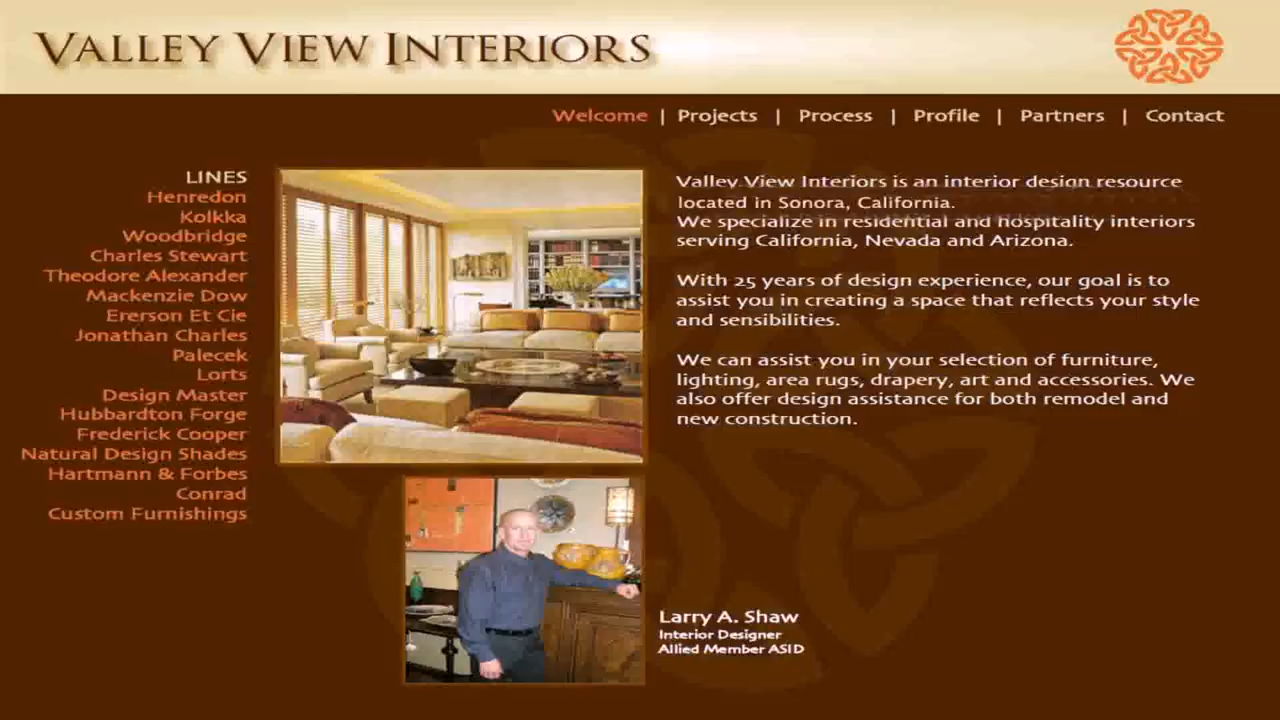 VALLEY VIEW INTERIORS
Welcome | Projects | Process | Profile | Partners | Contact
LINES
Henredon
Kolkka
Woodbridge
Charles Stewart
Theodore Alexander
Mackenzie Dow
Ererson Et Cie
Jonathan Charles
Palecek
Lorts
Design Master
Hubbardton Forge
Frederick Cooper
Natural Design Shades
Hartmann & Forbes
Conrad
Custom Furnishings
Valley View Interiors is an interior design resource
located in Sonora, California.
We specialize in residential and hospitality interiors
serving California, Nevada and Arizona.
With 25 years of design experience, our goal is to
assist you in creating a space that reflects your style
and sensibilities.
We can assist you in your selection of furniture,
lighting, area rugs, drapery, art and accessories. We
also offer design assistance for both remodel and
new construction.
Larry A. Shaw
Interior Designer
Allied Member ASID